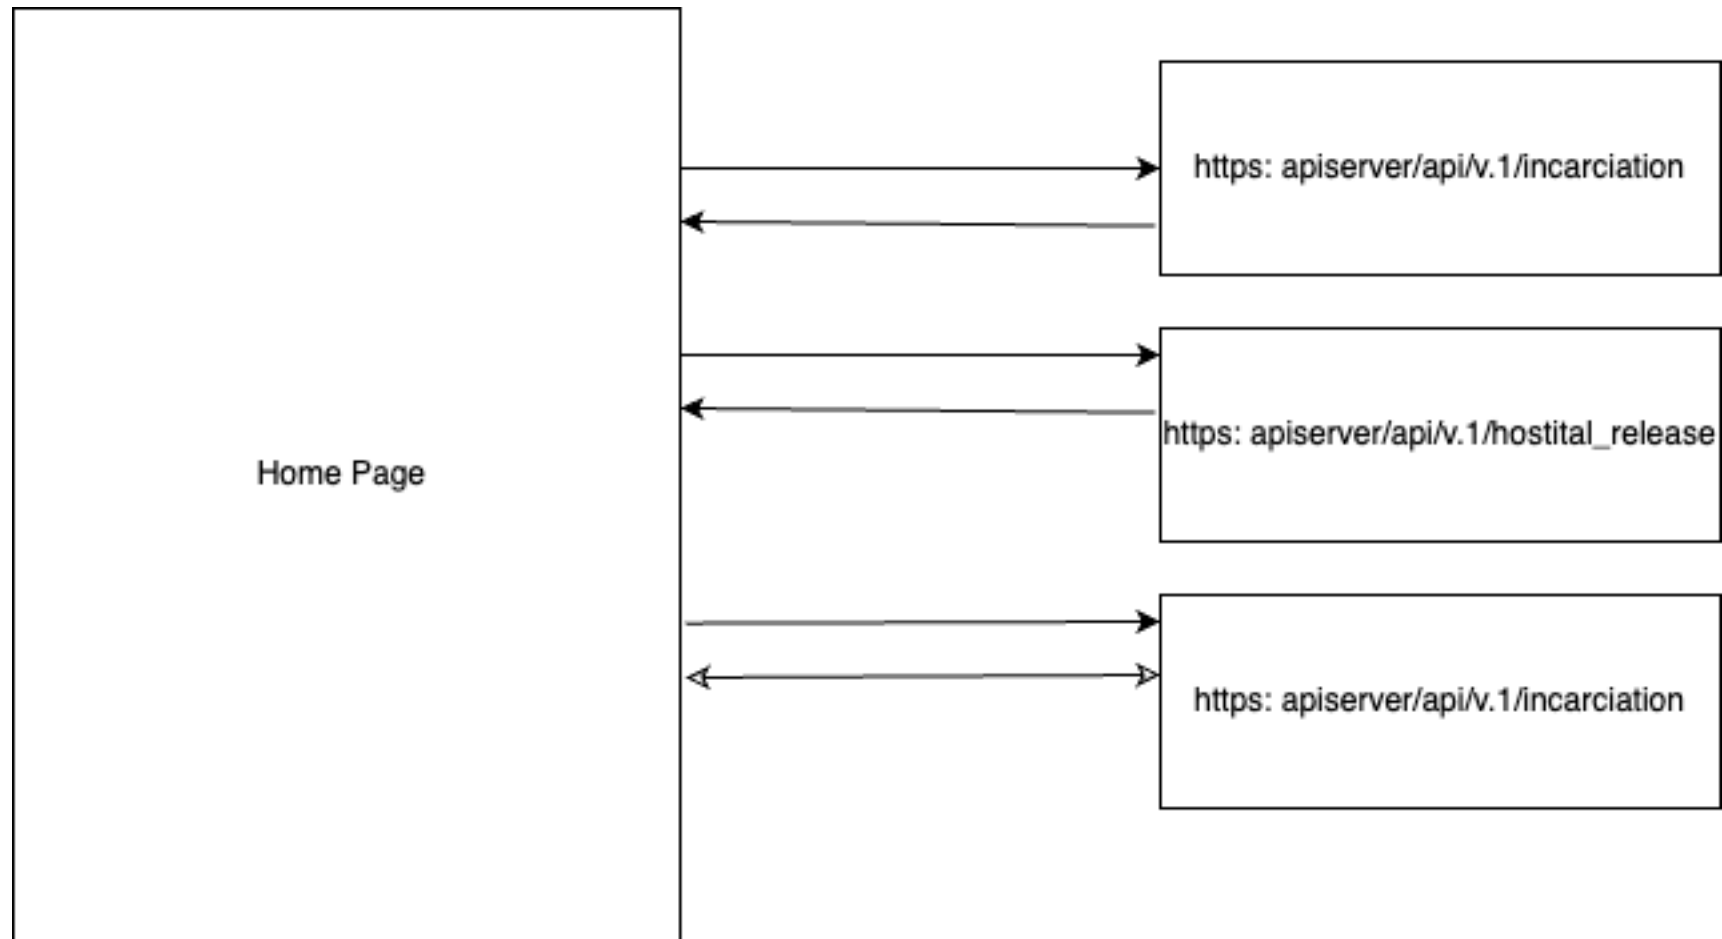 https: apiserver/api/v.1/incarciation
https: apiserver/api/v.1/hostital_release
Home Page
https: apiserver/api/v.1/incarciation